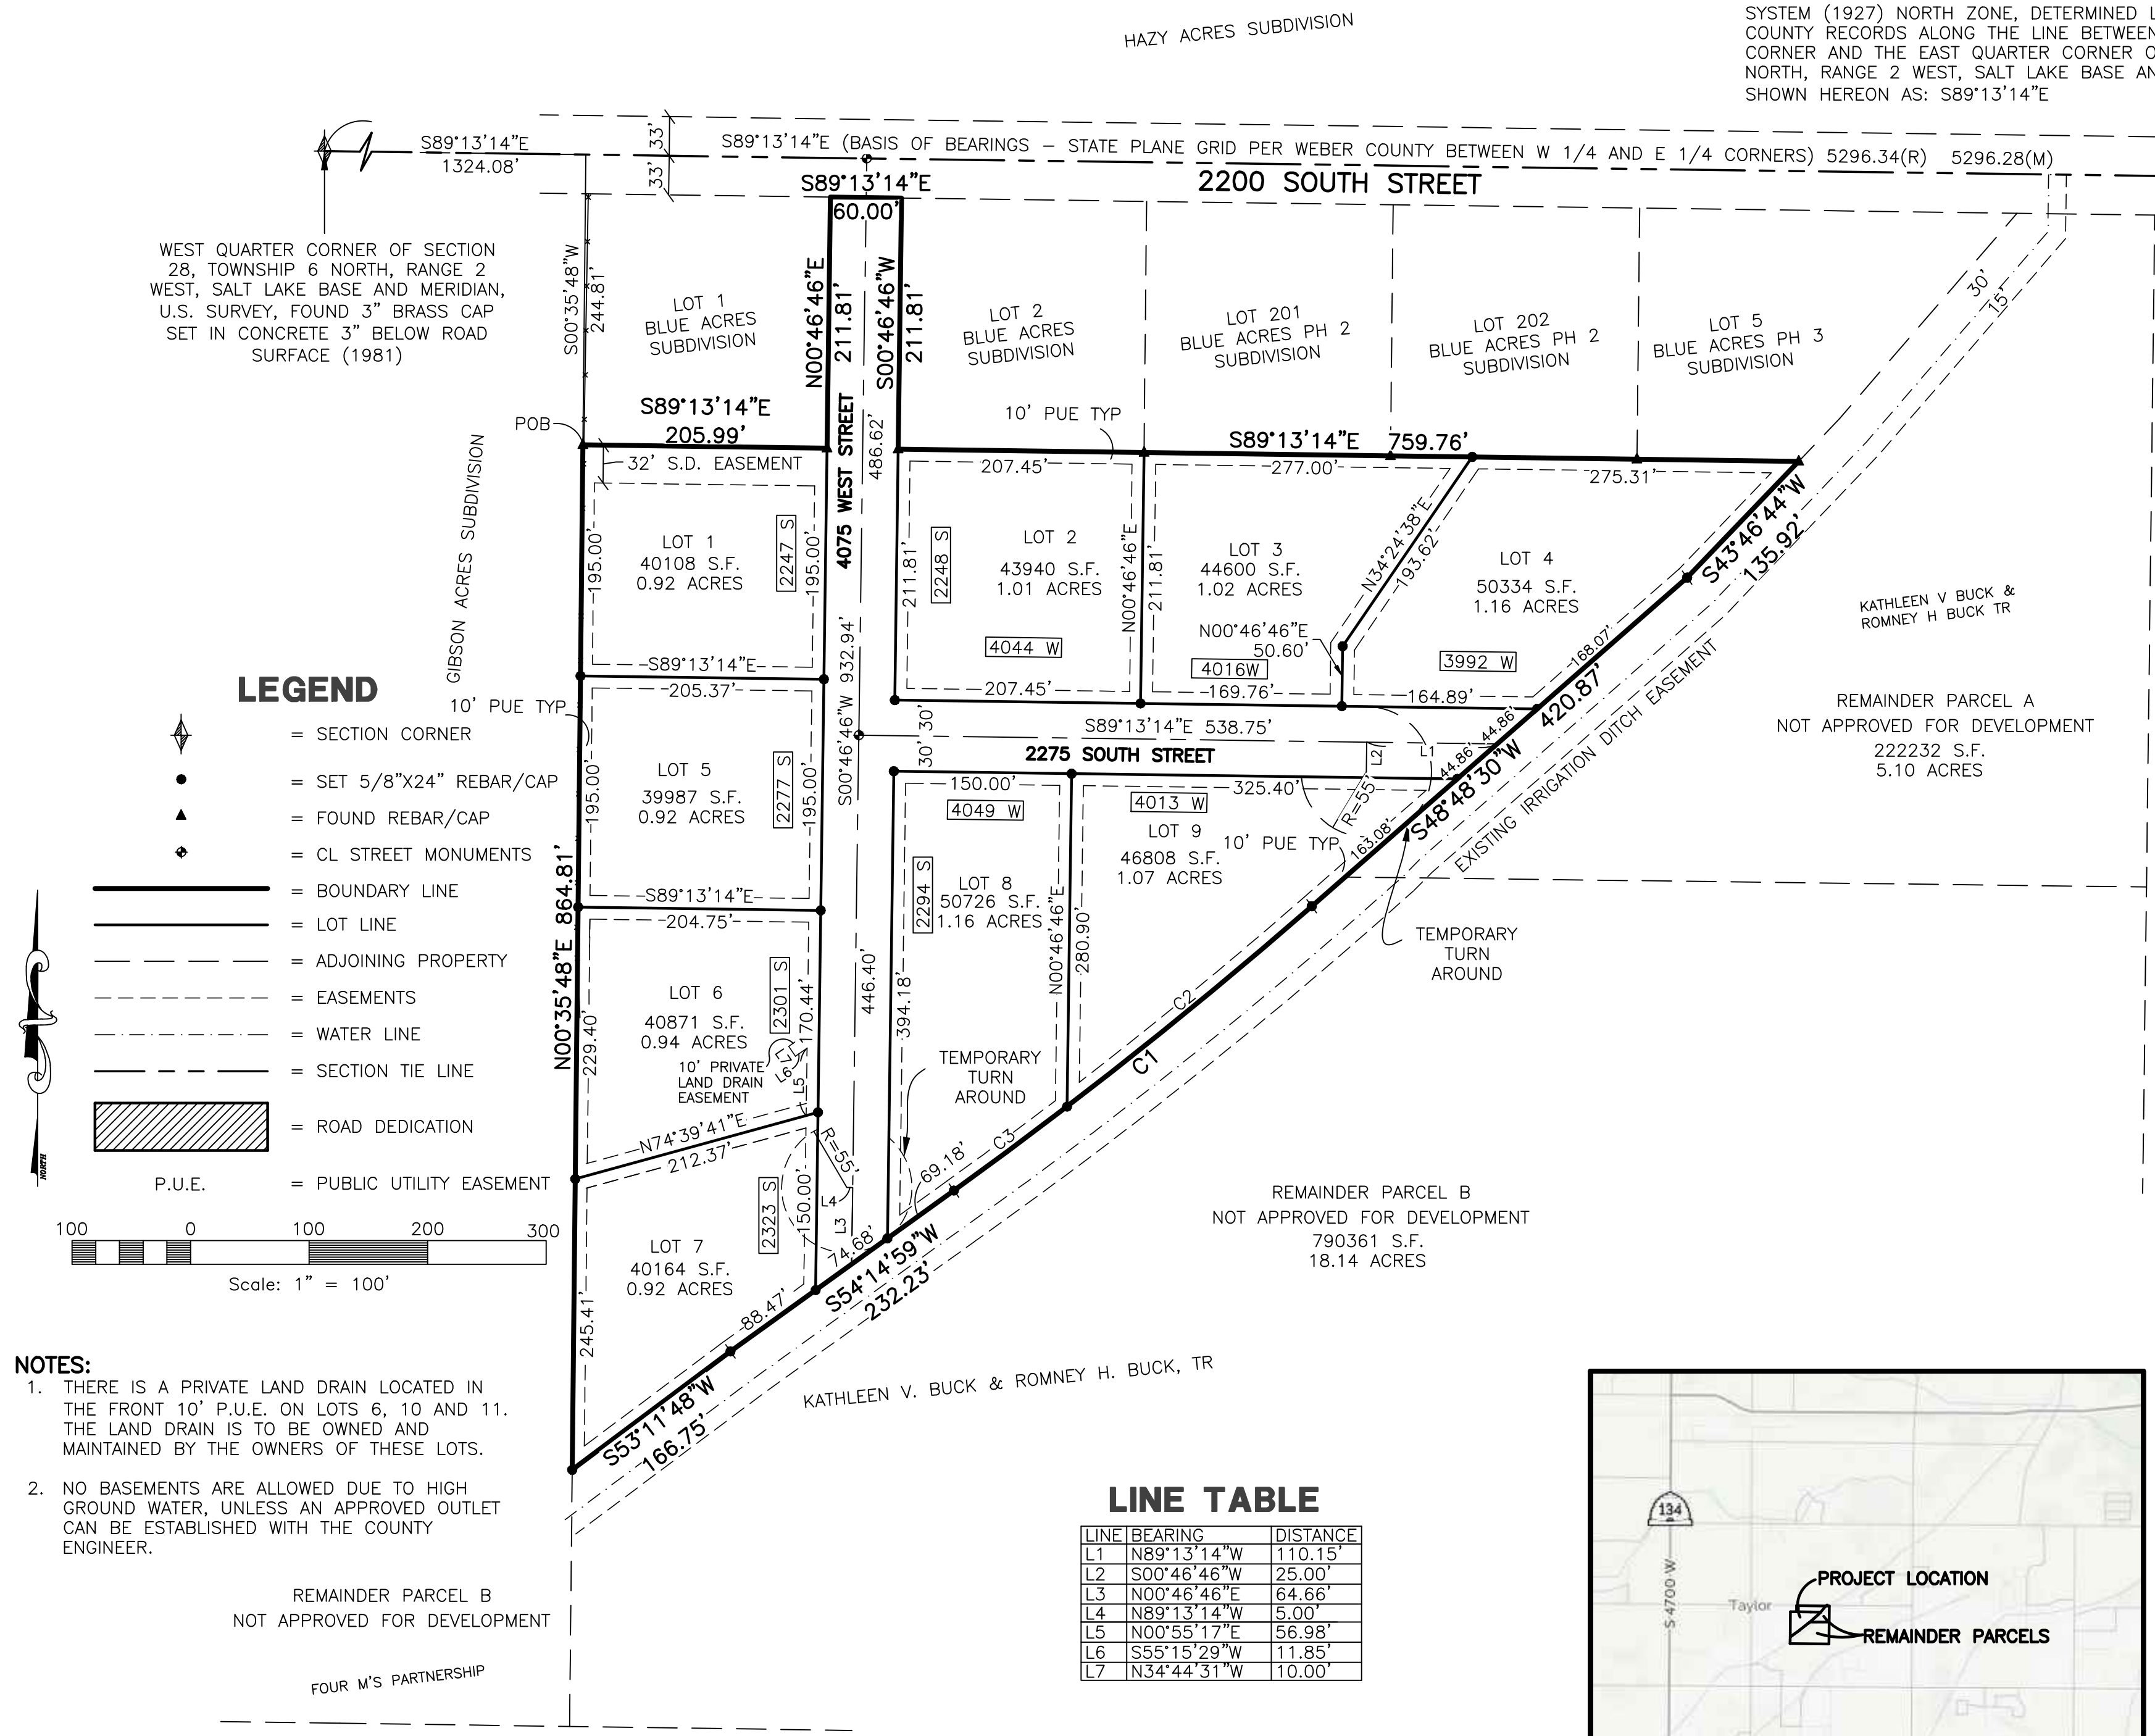 HAZY ACRES SUBDIVISION
SYSTEM (1927) NORTH ZONE, DETERMINED L
COUNTY RECORDS ALONG THE LINE BETWEEN
CORNER AND THE EAST QUARTER CORNER O
NORTH, RANGE 2 WEST, SALT LAKE BASE AN
SHOWN HEREON AS: S89°13'14"E
S89°13'14"E
1324.08'
33'
33'
S89°13'14"E (BASIS OF BEARINGS – STATE PLANE GRID PER WEBER COUNTY BETWEEN W 1/4 AND E 1/4 CORNERS) 5296.34(R) 5296.28(M)
S89°13'14"E
60.00'
2200 SOUTH STREET
WEST QUARTER CORNER OF SECTION
28, TOWNSHIP 6 NORTH, RANGE 2
WEST, SALT LAKE BASE AND MERIDIAN,
U.S. SURVEY, FOUND 3" BRASS CAP
SET IN CONCRETE 3" BELOW ROAD
SURFACE (1981)
S00°35'48"W
244.81'
LOT 1
BLUE ACRES
SUBDIVISION
N00°46'46"E
211.81'
S00°46'46"W
211.81'
LOT 2
BLUE ACRES
SUBDIVISION
LOT 201
BLUE ACRES PH 2
SUBDIVISION
LOT 202
BLUE ACRES PH 2
SUBDIVISION
LOT 5
BLUE ACRES PH 3
SUBDIVISION
30'
15'
POB
S89°13'14"E
205.99'
4075 WEST STREET
486.62'
10' PUE TYP
S89°13'14"E 759.76'
32' S.D. EASEMENT
207.45'
277.00'
275.31'
GIBSON ACRES SUBDIVISION
195.00'
LOT 1
40108 S.F.
0.92 ACRES
2247 S
195.00'
211.81'
2248 S
LOT 2
43940 S.F.
1.01 ACRES
4044 W
N00°46'46"E
211.81'
LOT 3
44600 S.F.
1.02 ACRES
N00°46'46"E
50.60'
4016W
N34°24'38"E
193.62'
LOT 4
50334 S.F.
1.16 ACRES
3992 W
S43°46'44"W
135.92'
168.07'
KATHLEEN V BUCK &
ROMNEY H BUCK TR
S89°13'14"E
205.37'
S00°46'46"W 932.94'
207.45'
169.76'
164.89'
30' 30'
S89°13'14"E 538.75'
2275 SOUTH STREET
L2
L1
44.86'
44.86'
420.87'
S48°48'30"W
EXISTING IRRIGATION DITCH EASEMENT
REMAINDER PARCEL A
NOT APPROVED FOR DEVELOPMENT
222232 S.F.
5.10 ACRES
LEGEND
= SECTION CORNER
= SET 5/8"X24" REBAR/CAP
= FOUND REBAR/CAP
= CL STREET MONUMENTS
= BOUNDARY LINE
= LOT LINE
= ADJOINING PROPERTY
= EASEMENTS
= WATER LINE
= SECTION TIE LINE
= ROAD DEDICATION
P.U.E. = PUBLIC UTILITY EASEMENT
NORTH
100 0 100 200 300
Scale: 1" = 100'
10' PUE TYP
195.00'
LOT 5
39987 S.F.
0.92 ACRES
2277 S
195.00'
150.00'
4049 W
325.40'
4013 W
R=55'
LOT 9
46808 S.F.
1.07 ACRES
10' PUE TYP
163.08'
N00°35'48"E 864.81'
S89°13'14"E
204.75'
2294 S
LOT 8
50726 S.F.
1.16 ACRES
N00°46'46"E
280.90'
TEMPORARY
TURN
AROUND
LOT 6
40871 S.F.
0.94 ACRES
229.40'
2301 S
170.44'
10' PRIVATE
LAND DRAIN
EASEMENT
L7
L6
L5
446.40'
394.18'
TEMPORARY
TURN
AROUND
C2
C1
C3
N74°39'41"E
212.37'
R=55'
L4
L3
69.18'
74.68'
2323 S
150.00'
LOT 7
40164 S.F.
0.92 ACRES
245.41'
88.47'
S54°14'59"W
232.23'
S53°11'48"W
166.75'
REMAINDER PARCEL B
NOT APPROVED FOR DEVELOPMENT
790361 S.F.
18.14 ACRES
KATHLEEN V. BUCK & ROMNEY H. BUCK, TR
NOTES:
1. THERE IS A PRIVATE LAND DRAIN LOCATED IN
THE FRONT 10' P.U.E. ON LOTS 6, 10 AND 11.
THE LAND DRAIN IS TO BE OWNED AND
MAINTAINED BY THE OWNERS OF THESE LOTS.
2. NO BASEMENTS ARE ALLOWED DUE TO HIGH
GROUND WATER, UNLESS AN APPROVED OUTLET
CAN BE ESTABLISHED WITH THE COUNTY
ENGINEER.
REMAINDER PARCEL B
NOT APPROVED FOR DEVELOPMENT
FOUR M'S PARTNERSHIP
LINE TABLE
LINE BEARING DISTANCE
L1 N89°13'14"W 110.15'
L2 S00°46'46"W 25.00'
L3 N00°46'46"E 64.66'
L4 N89°13'14"W 5.00'
L5 N00°55'17"E 56.98'
L6 S55°15'29"W 11.85'
L7 N34°44'31"W 10.00'
134
S 4700 W
Taylor
PROJECT LOCATION
REMAINDER PARCELS